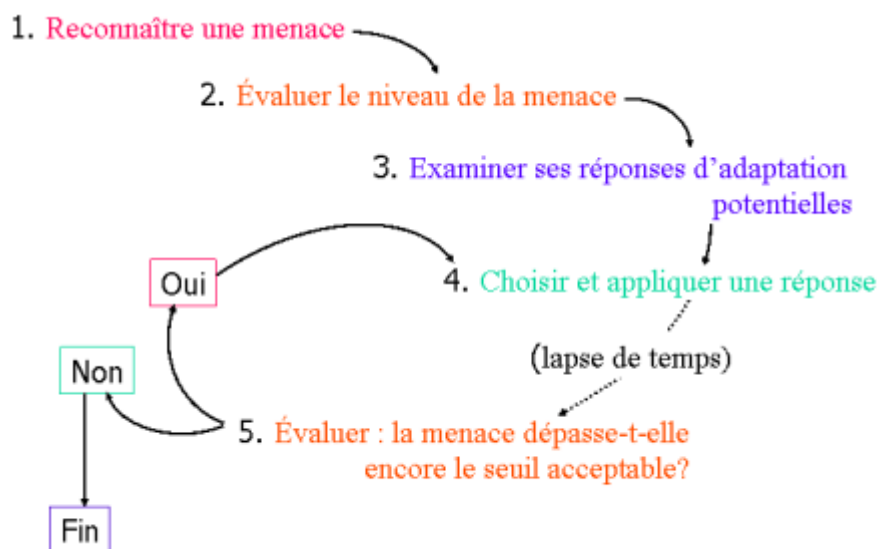 1. Reconnaître une menace
2. Évaluer le niveau de la menace
3. Examiner ses réponses d'adaptation
potentielles
Oui
4. Choisir et appliquer une réponse
Non
(lapse de temps)
5. Évaluer : la menace dépasse-t-elle
encore le seuil acceptable?
Fin